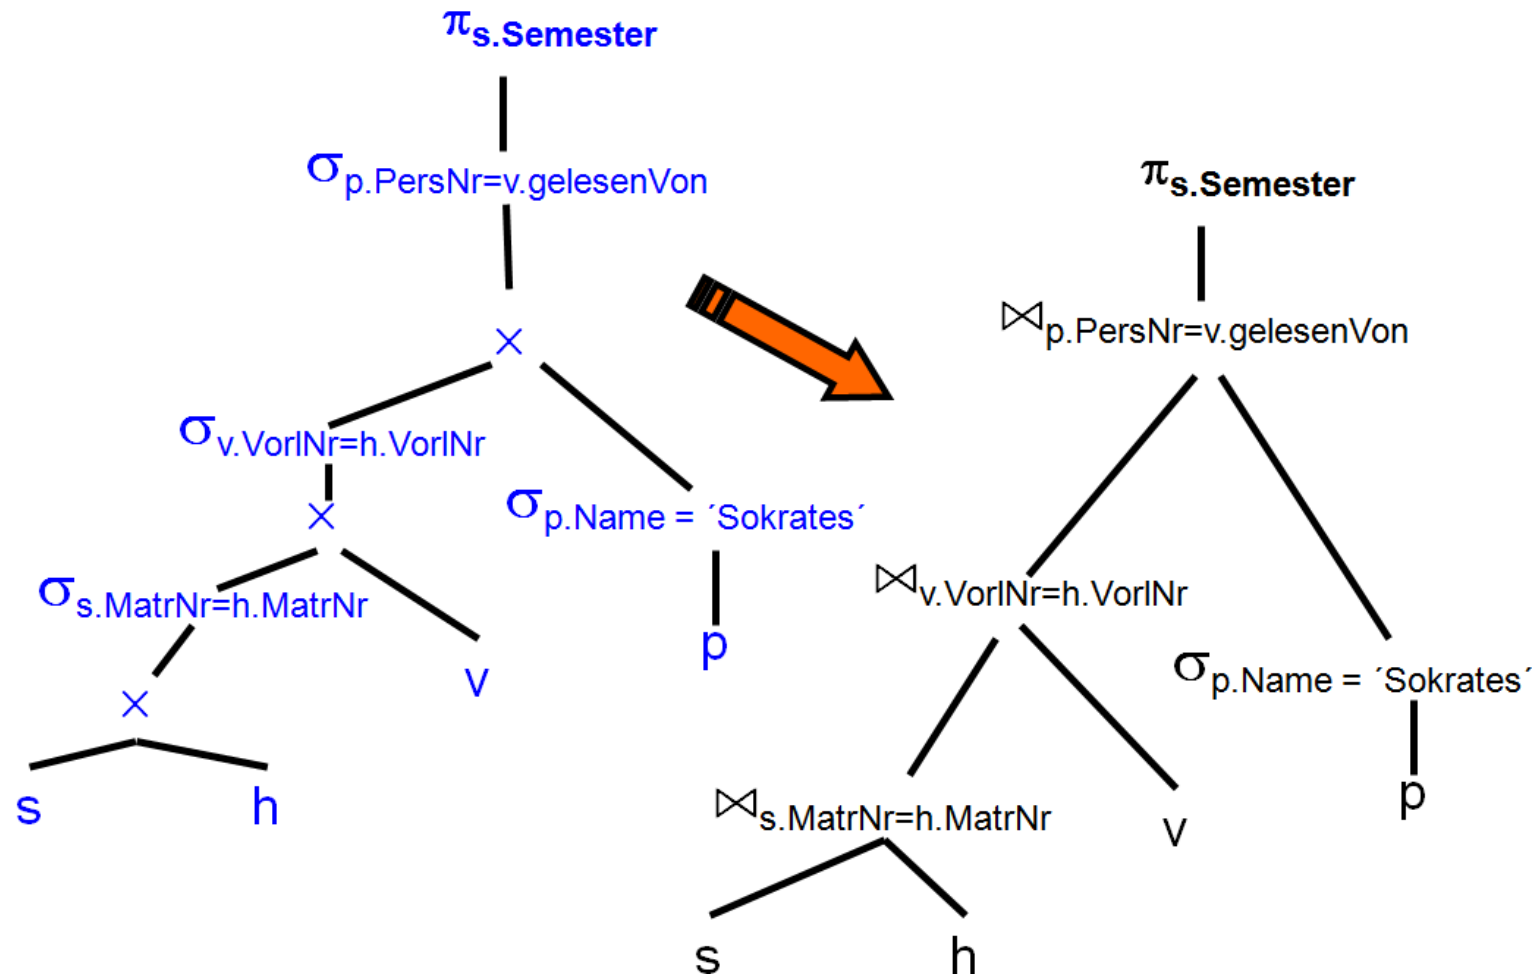 πs.Semester
σp.PersNr=v.gelesenVon
×
σv.VorlNr=h.VorlNr
×
σp.Name = ´Sokrates´
σs.MatrNr=h.MatrNr
p
v
×
s h
πs.Semester
⋈p.PersNr=v.gelesenVon
⋈v.VorlNr=h.VorlNr
σp.Name = ´Sokrates´
p
⋈s.MatrNr=h.MatrNr
v
s h